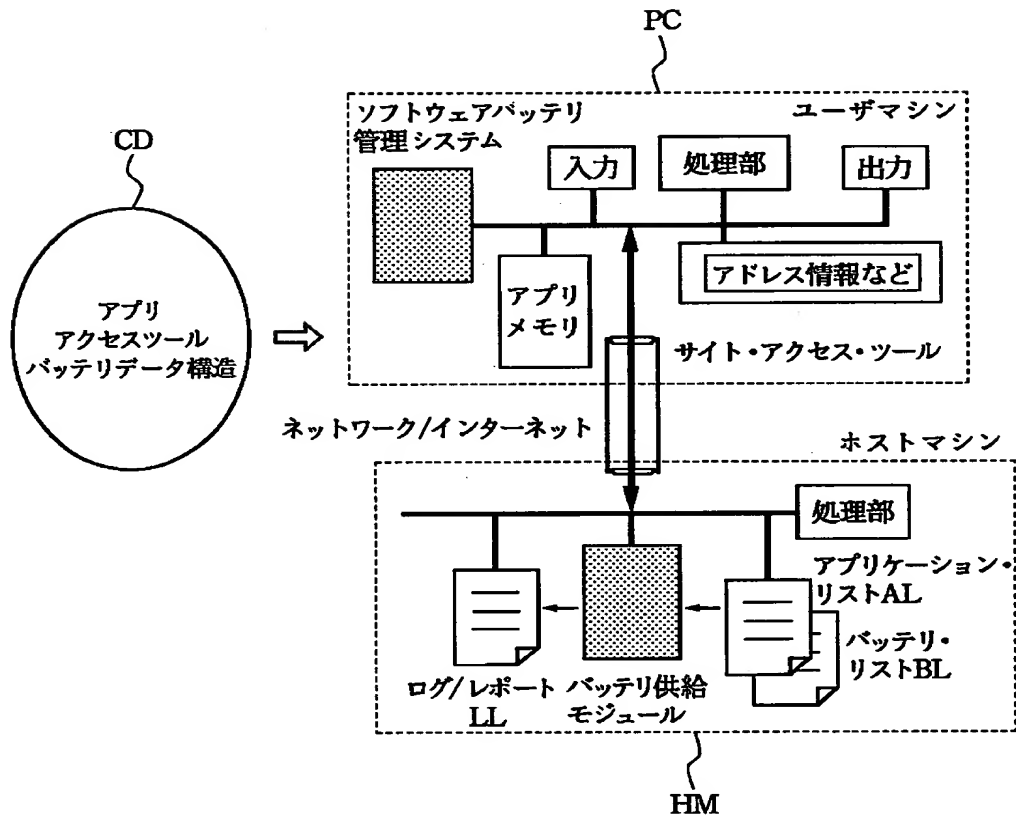 PC
CD
ソフトウェアバッテリ
管理システム
ユーザマシン
入力
処理部
出力
アプリ
メモリ
アドレス情報など
サイト・アクセス・ツール
アプリ
アクセスツール
バッテリデータ構造
ネットワーク/インターネット
ホストマシン
処理部
アプリケーション・
リストAL
バッテリ・
リストBL
ログ/レポート
LL
バッテリ供給
モジュール
HM